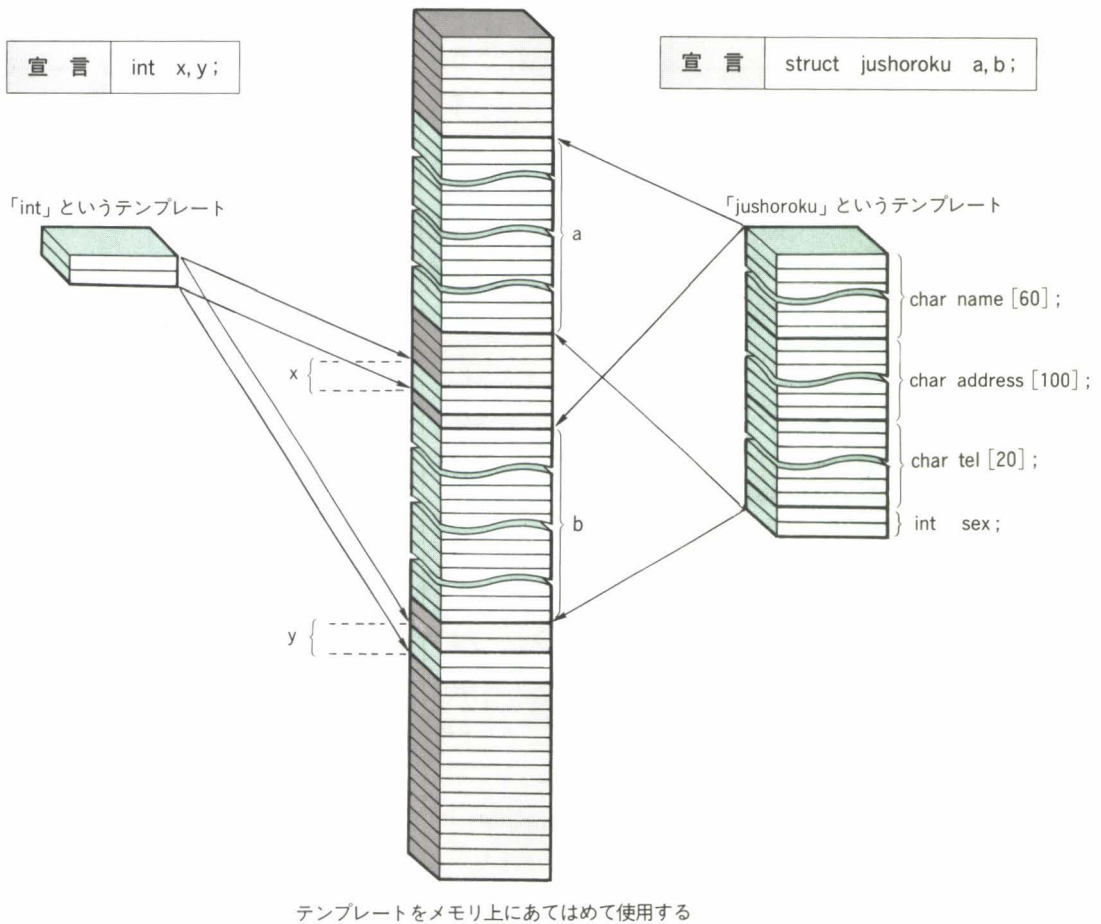 宣言 int x, y;
宣言 struct jushoroku a, b;
「int」というテンプレート
「jushoroku」というテンプレート
a
char name [60];
x
char address [100];
char tel [20];
b
int sex;
y
テンプレートをメモリ上にあてはめて使用する